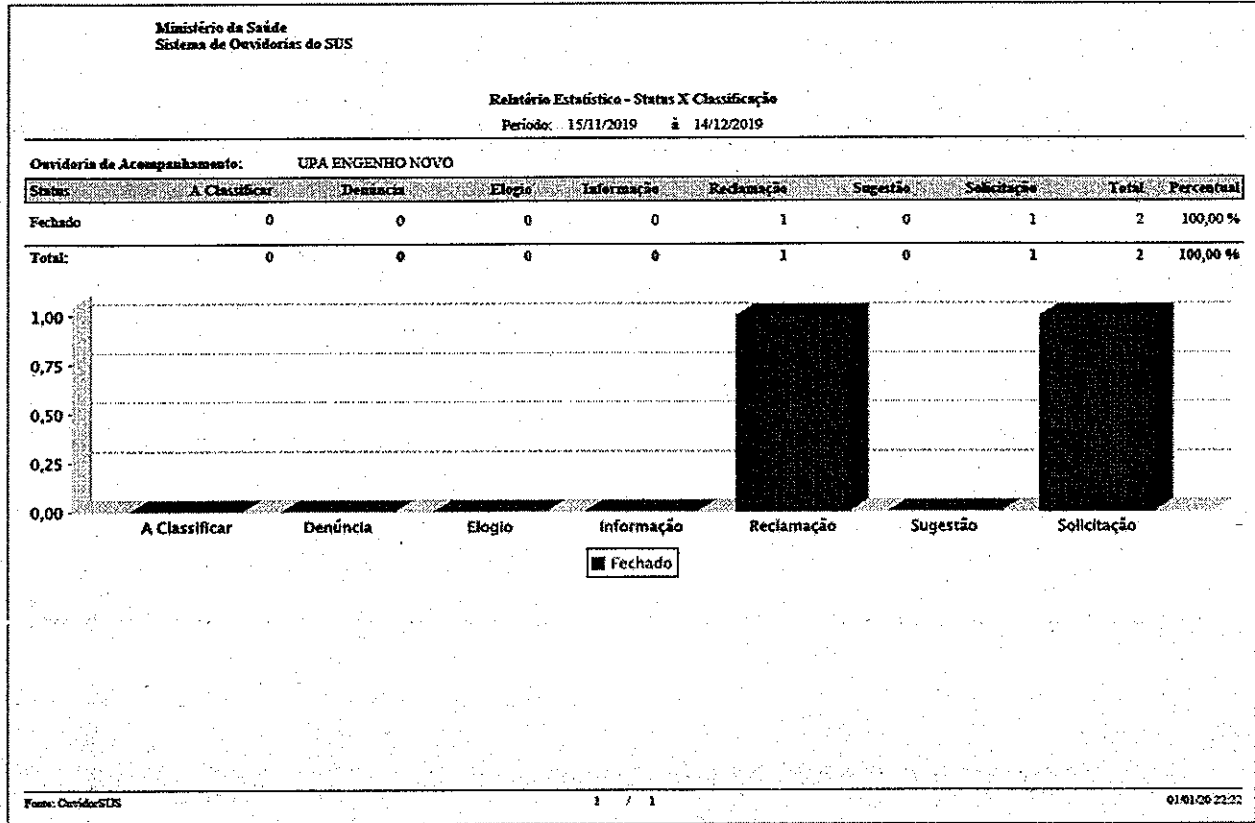 Ministério da Saúde
Sistema de Ouvidorias do SUS
Relatório Estatístico - Status X Classificação
Período: 15/11/2019 à 14/12/2019
Ouvidoria de Acompanhamento: UPA ENGENHO NOVO
Status A Classificar Denúncia Elogio Informação Reclamação Sugestão Solicitação Total Percentual
Fechado 0 0 0 0 1 0 1 2 100,00 %
Total: 0 0 0 0 1 0 1 2 100,00 %
1,00
0,75
0,50
0,25
0,00
A Classificar Denúncia Elogio Informação Reclamação Sugestão Solicitação
Fechado
Fonte: OuvidorSUS 1 / 1 01/01/20 22:22